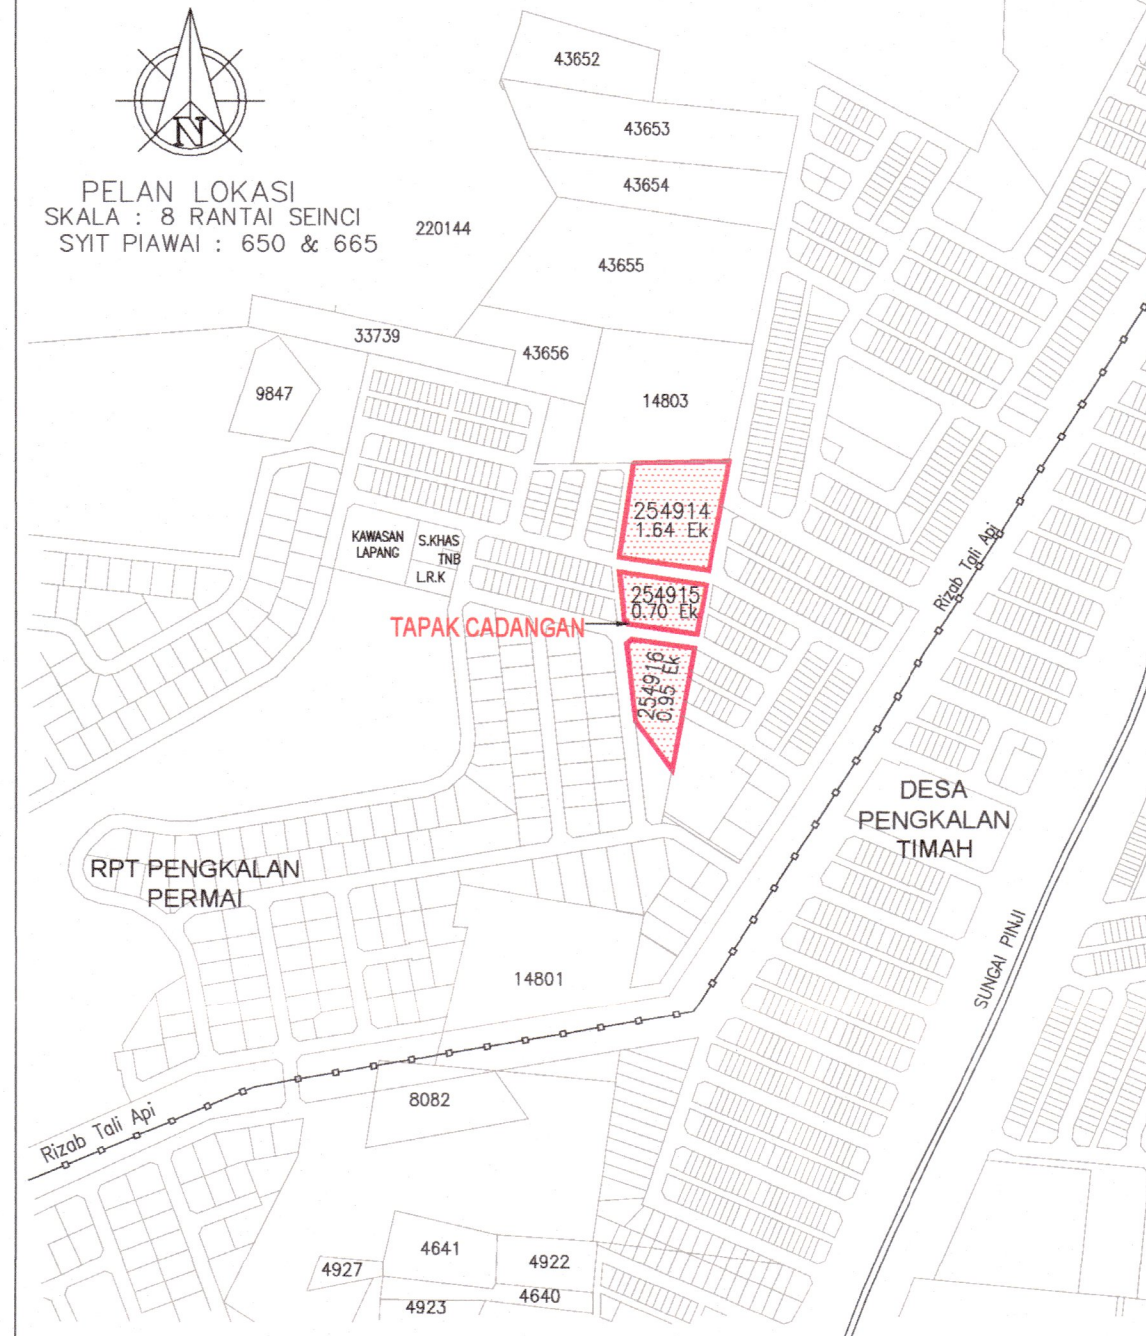 N
PELAN LOKASI
SKALA : 8 RANTAI SEINCI
SYIT PIAWAI : 650 & 665
43652
43653
43654
220144
43655
33739
43656
9847
14803
254914
1.64 Ek
KAWASAN
LAPANG
S.KHAS
TNB
L.R.K
254915
0.70 Ek
TAPAK CADANGAN
254916
0.95 Ek
Rizab Tali Api
DESA
PENGKALAN
TIMAH
RPT PENGKALAN
PERMAI
SUNGAI PINJI
14801
8082
Rizab Tali Api
4641
4922
4927
4640
4923